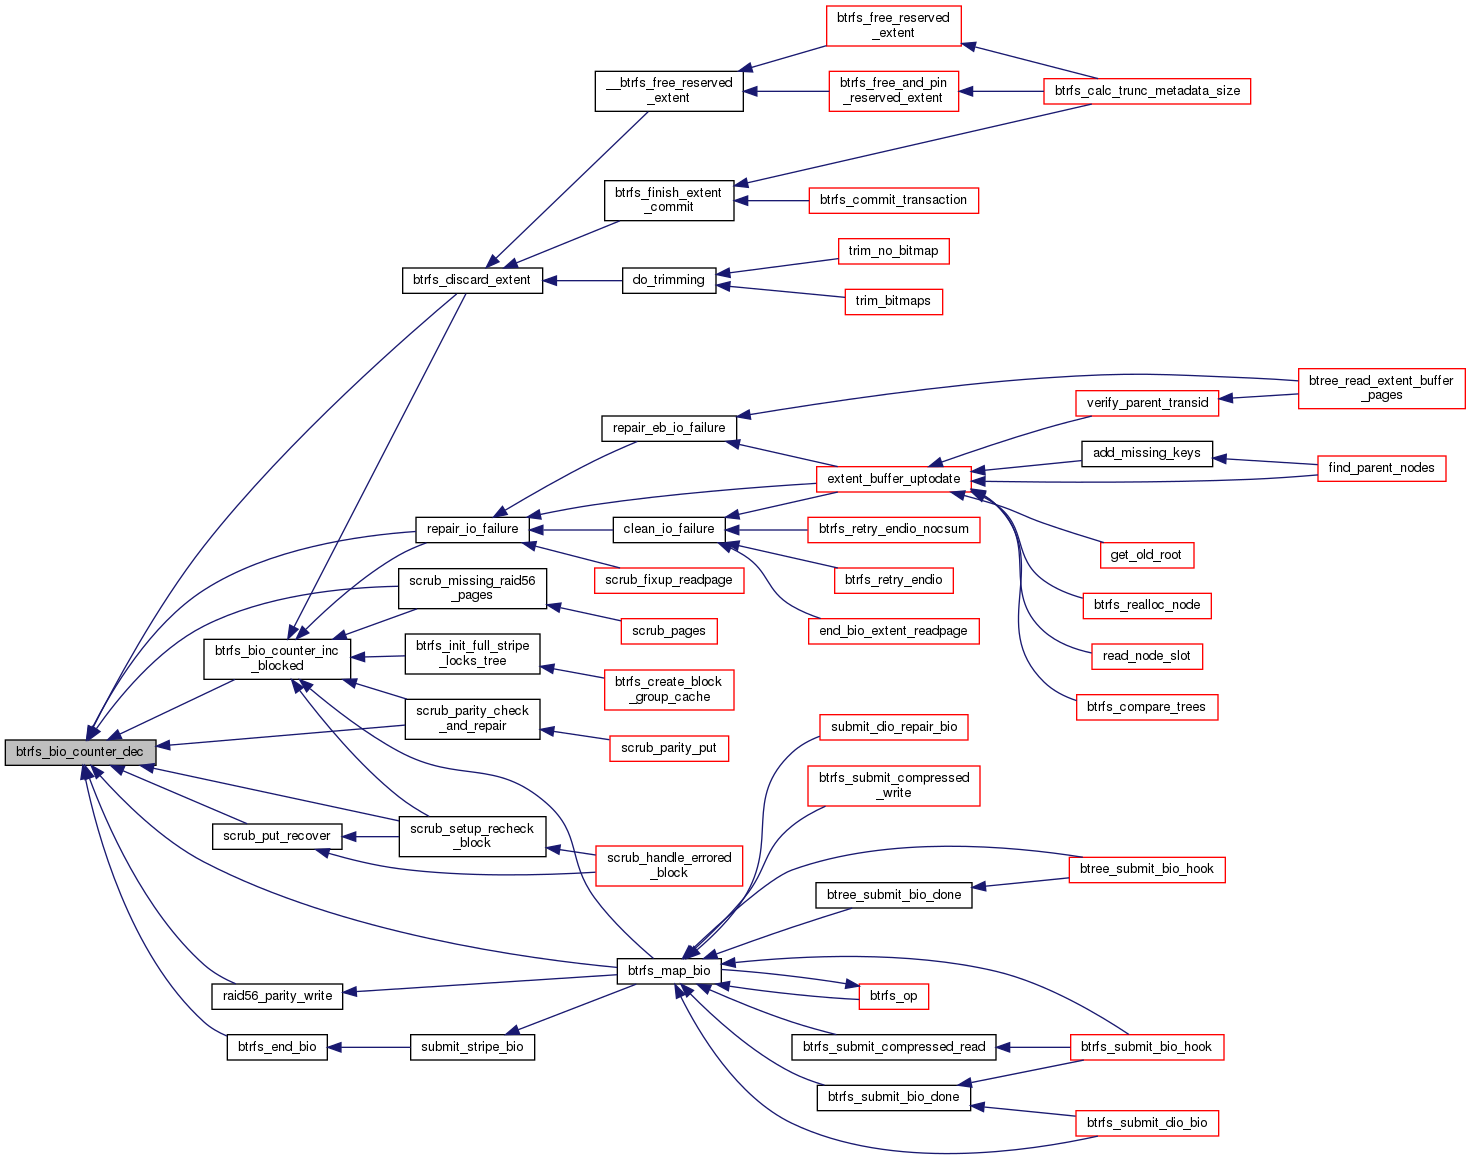 btrfs_free_reserved
_extent
__btrfs_free_reserved
_extent
btrfs_free_and_pin
_reserved_extent
btrfs_calc_trunc_metadata_size
btrfs_finish_extent
_commit
btrfs_commit_transaction
trim_no_bitmap
btrfs_discard_extent
do_trimming
trim_bitmaps
btree_read_extent_buffer
_pages
verify_parent_transid
repair_eb_io_failure
add_missing_keys
find_parent_nodes
extent_buffer_uptodate
repair_io_failure
clean_io_failure
btrfs_retry_endio_nocsum
get_old_root
scrub_missing_raid56
_pages
scrub_fixup_readpage
btrfs_retry_endio
btrfs_realloc_node
scrub_pages
end_bio_extent_readpage
btrfs_bio_counter_inc
_blocked
btrfs_init_full_stripe
_locks_tree
read_node_slot
btrfs_create_block
_group_cache
btrfs_compare_trees
scrub_parity_check
_and_repair
submit_dio_repair_bio
btrfs_bio_counter_dec
scrub_parity_put
btrfs_submit_compressed
_write
scrub_put_recover
scrub_setup_recheck
_block
scrub_handle_errored
_block
btree_submit_bio_hook
btree_submit_bio_done
btrfs_map_bio
raid56_parity_write
btrfs_op
btrfs_end_bio
submit_stripe_bio
btrfs_submit_compressed_read
btrfs_submit_bio_hook
btrfs_submit_bio_done
btrfs_submit_dio_bio